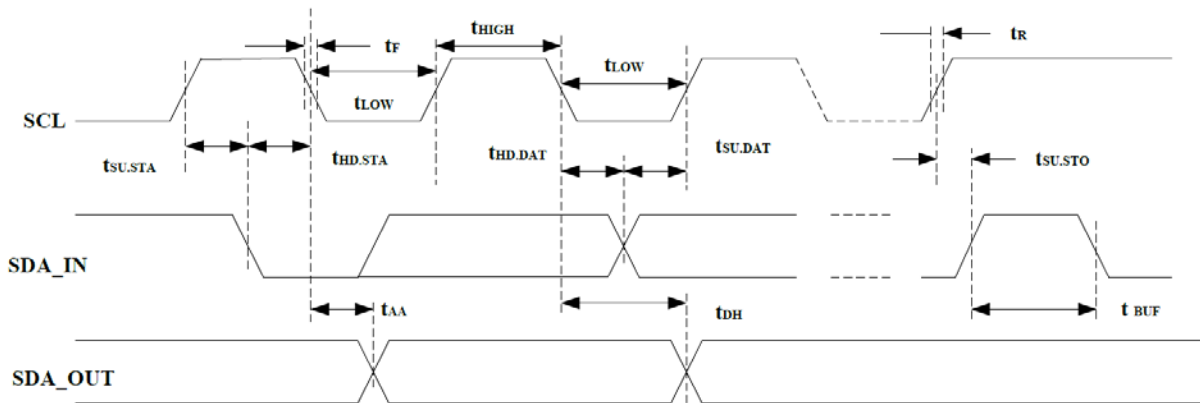 tHIGH
tF
tR
tLOW
tLOW
SCL
tSU.STA
tHD.STA
tHD.DAT
tSU.DAT
tSU.STO
SDA_IN
tAA
tDH
t BUF
SDA_OUT